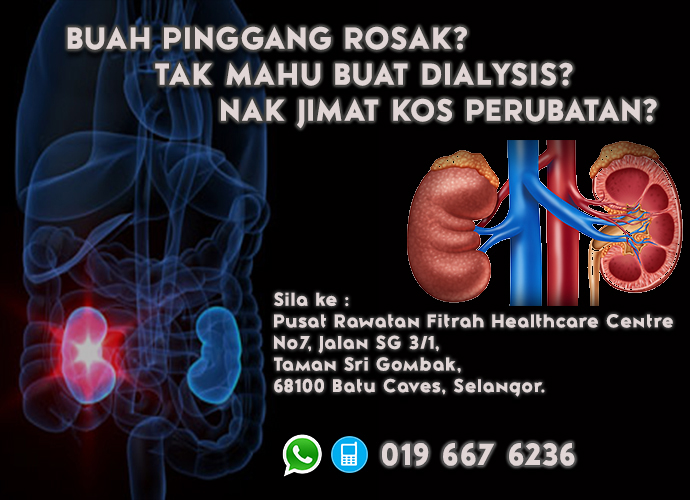 BUAH PINGGANG ROSAK?
TAK MAHU BUAT DIALYSIS?
NAK JIMAT KOS PERUBATAN?
Sila ke :
Pusat Rawatan Fitrah Healthcare Centre
No7, Jalan SG 3/1,
Taman Sri Gombak,
68100 Batu Caves, Selangor.
019 667 6236